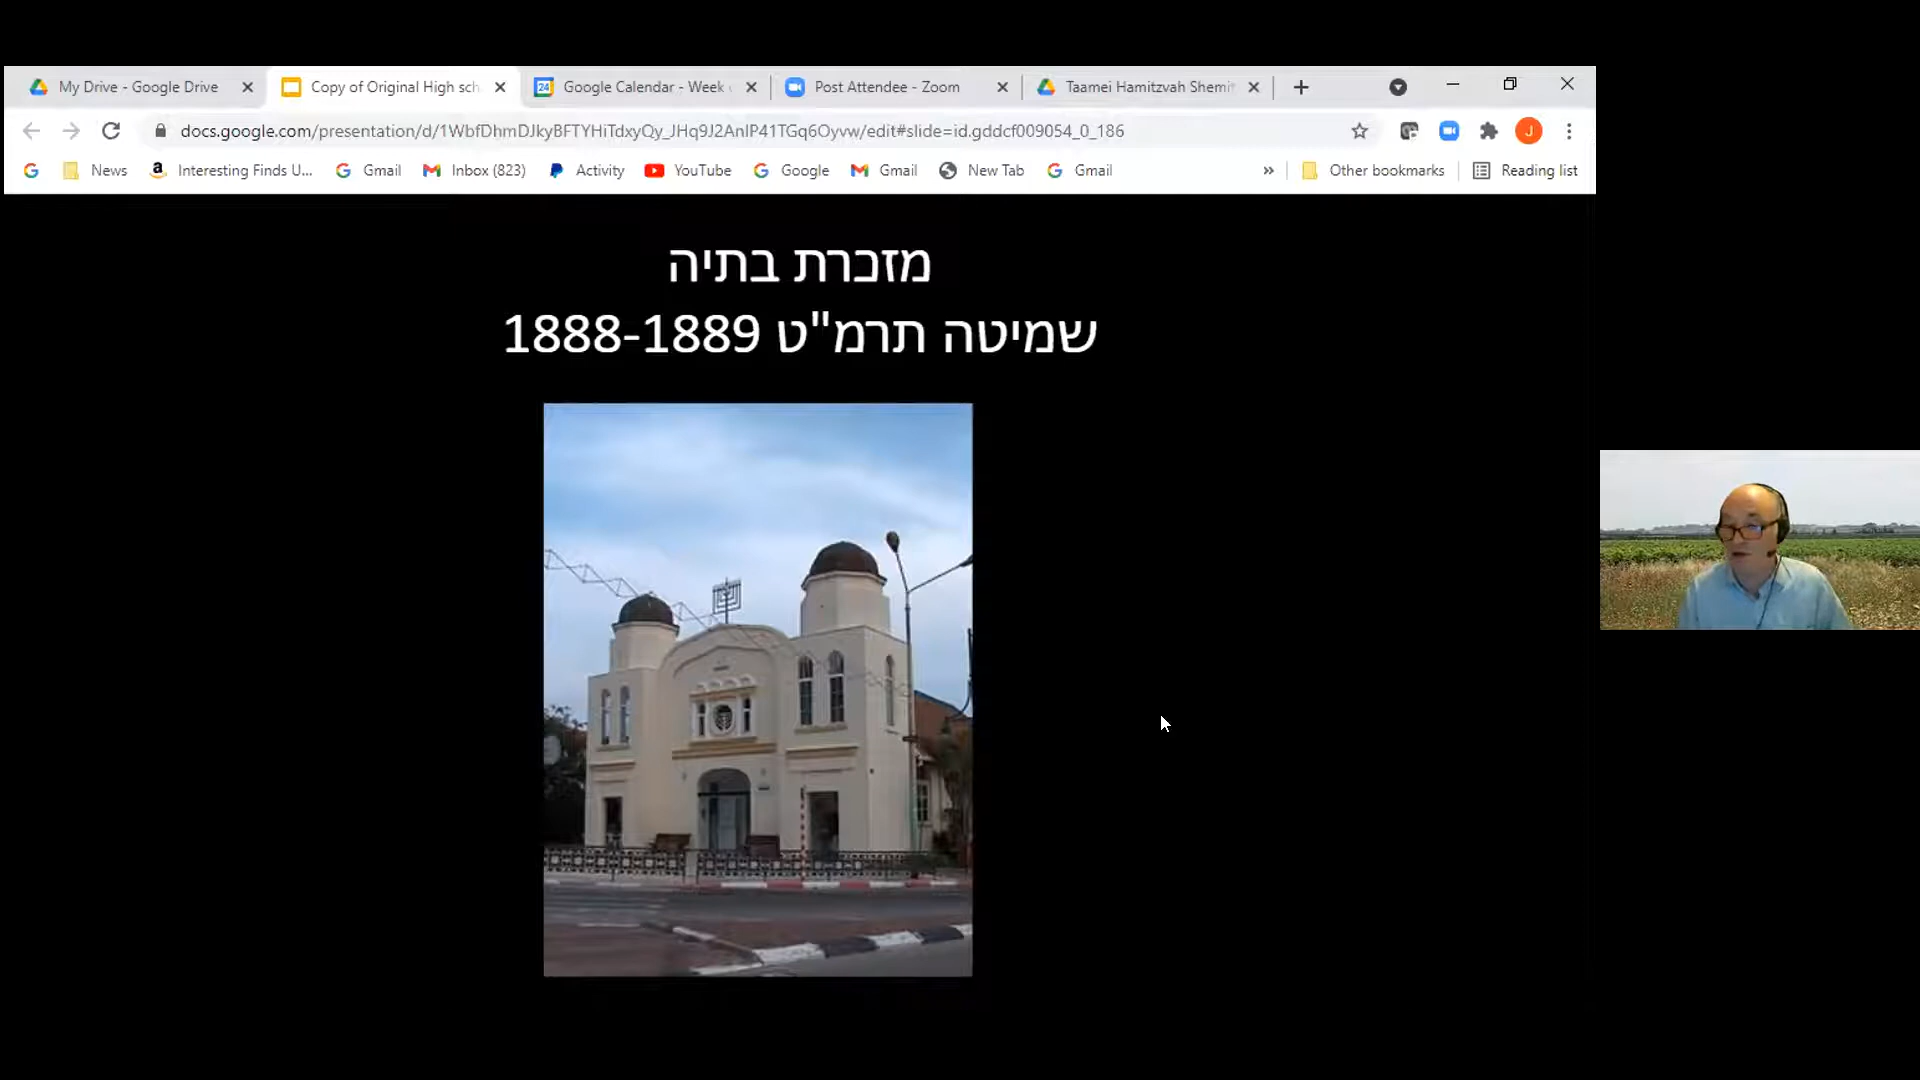 My Drive - Google Drive
Copy of Original High sch
Google Calendar - Week
Post Attendee - Zoom
Taamei Hamitzvah Shemit
docs.google.com/presentation/d/1WbfDhmDJkyBFTYHiTdxyQy_JHq9J2AnIP41TGq6Oyvw/edit#slide=id.gddcf009054_0_186
J
News
Interesting Finds U...
Gmail
Inbox (823)
Activity
YouTube
Google
Gmail
New Tab
Gmail
Other bookmarks
Reading list
מזכרת בתיה
שמיטה תרמ"ט 1888-1889